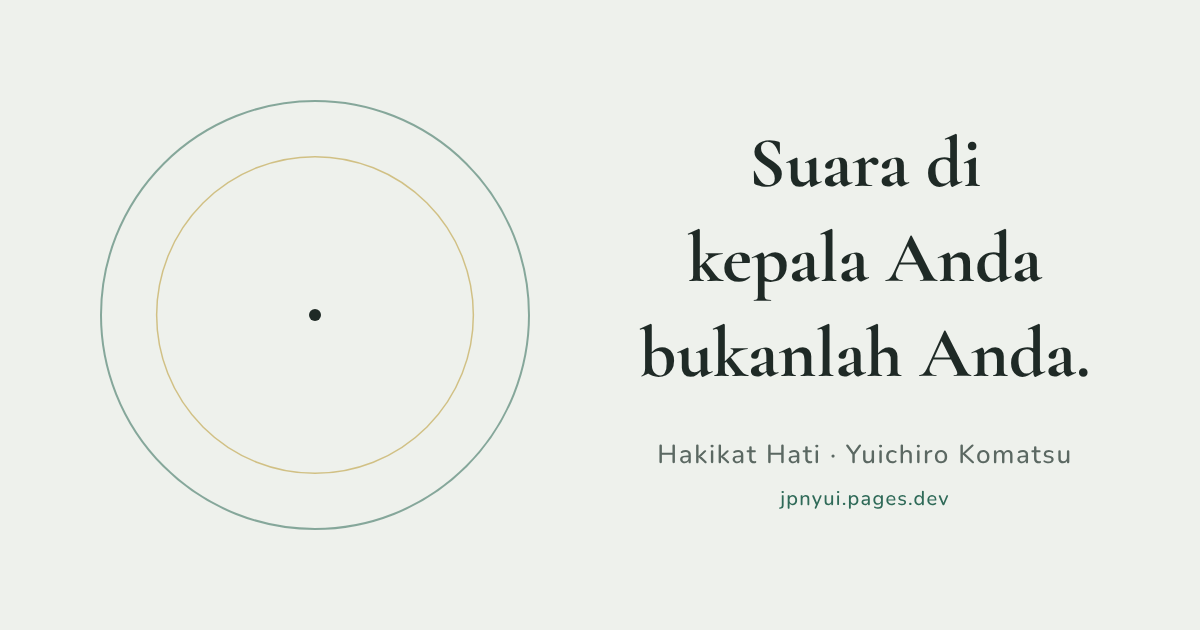 Suara di
kepala Anda
bukanlah Anda.
Hakikat Hati · Yuichiro Komatsu
jpnyui.pages.dev